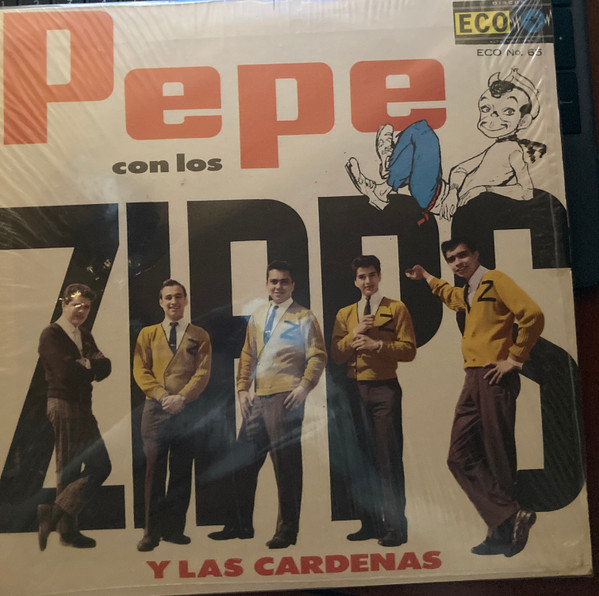 ECO
ECO No. 65
Pepe
con los
ZIPPS
Z Z Z Z
Y LAS CARDENAS